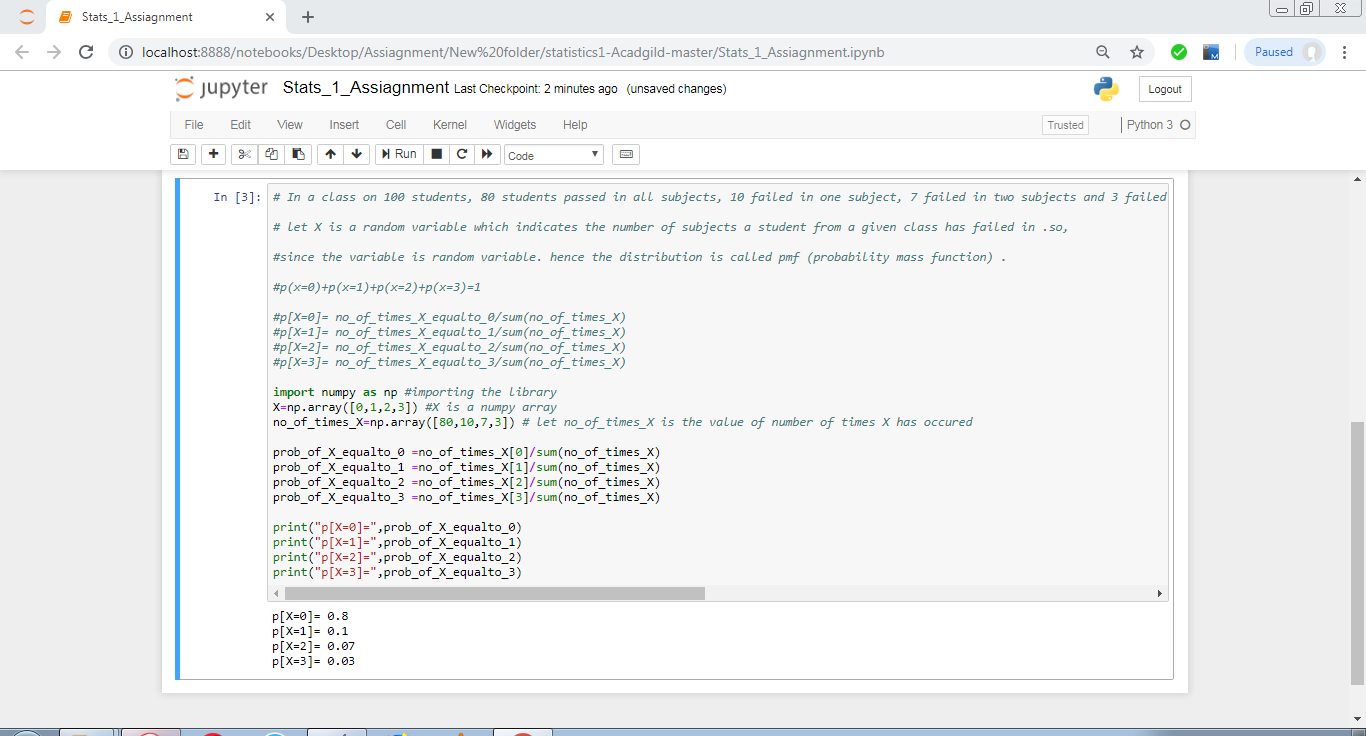 Stats_1_Assiagnment
localhost:8888/notebooks/Desktop/Assiagnment/New%20folder/statistics1-Acadgild-master/Stats_1_Assiagnment.ipynb
M
Paused
jupyter Stats_1_Assiagnment Last Checkpoint: 2 minutes ago (unsaved changes)
Logout
File Edit View Insert Cell Kernel Widgets Help
Trusted
Python 3
Run
Code
In [3]: # In a class on 100 students, 80 students passed in all subjects, 10 failed in one subject, 7 failed in two subjects and 3 failed
# let X is a random variable which indicates the number of subjects a student from a given class has failed in .so,
#since the variable is random variable. hence the distribution is called pmf (probability mass function) .
#p(x=0)+p(x=1)+p(x=2)+p(x=3)=1
#p[X=0]= no_of_times_X_equalto_0/sum(no_of_times_X)
#p[X=1]= no_of_times_X_equalto_1/sum(no_of_times_X)
#p[X=2]= no_of_times_X_equalto_2/sum(no_of_times_X)
#p[X=3]= no_of_times_X_equalto_3/sum(no_of_times_X)
import numpy as np #importing the library
X=np.array([0,1,2,3]) #X is a numpy array
no_of_times_X=np.array([80,10,7,3]) # let no_of_times_X is the value of number of times X has occured
prob_of_X_equalto_0 =no_of_times_X[0]/sum(no_of_times_X)
prob_of_X_equalto_1 =no_of_times_X[1]/sum(no_of_times_X)
prob_of_X_equalto_2 =no_of_times_X[2]/sum(no_of_times_X)
prob_of_X_equalto_3 =no_of_times_X[3]/sum(no_of_times_X)
print("p[X=0]=",prob_of_X_equalto_0)
print("p[X=1]=",prob_of_X_equalto_1)
print("p[X=2]=",prob_of_X_equalto_2)
print("p[X=3]=",prob_of_X_equalto_3)
p[X=0]= 0.8
p[X=1]= 0.1
p[X=2]= 0.07
p[X=3]= 0.03